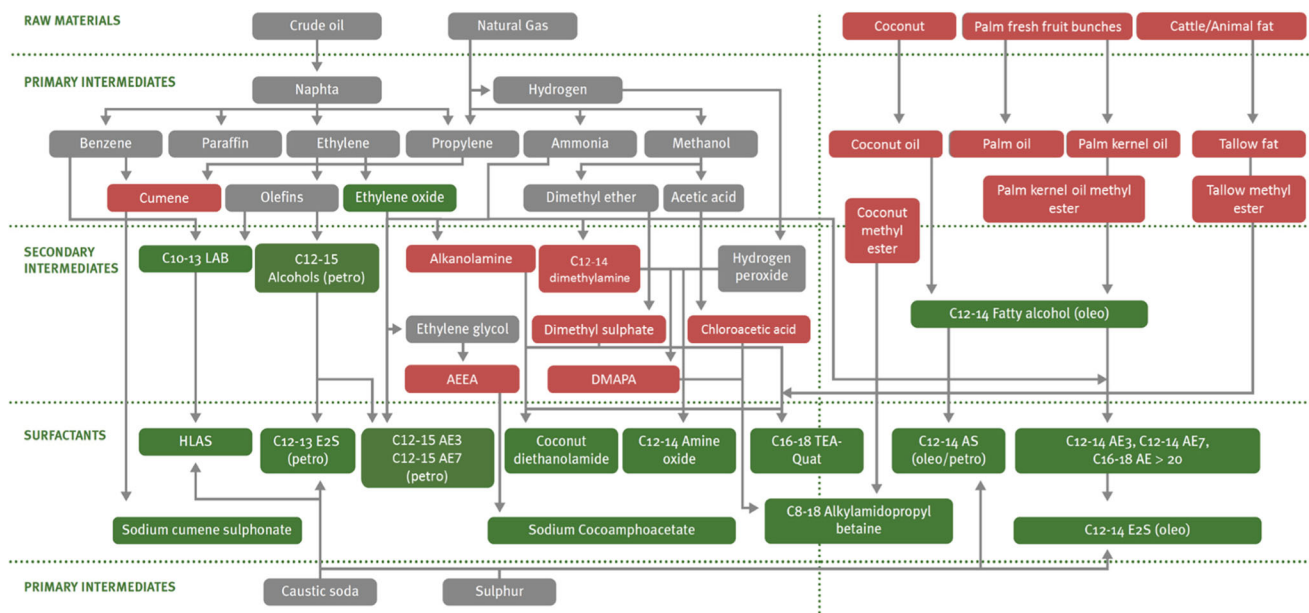 RAW MATERIALS
Crude oil
Natural Gas
Coconut
Palm fresh fruit bunches
Cattle/Animal fat
PRIMARY INTERMEDIATES
Naphta
Hydrogen
Benzene
Paraffin
Ethylene
Propylene
Ammonia
Methanol
Coconut oil
Palm oil
Palm kernel oil
Tallow fat
Cumene
Olefins
Ethylene oxide
Dimethyl ether
Acetic acid
Coconut
methyl
ester
Palm kernel oil methyl
ester
Tallow methyl
ester
SECONDARY
INTERMEDIATES
C10-13 LAB
C12-15
Alcohols (petro)
Alkanolamine
C12-14
dimethylamine
Hydrogen
peroxide
C12-14 Fatty alcohol (oleo)
Ethylene glycol
Dimethyl sulphate
Chloroacetic acid
AEEA
DMAPA
SURFACTANTS
HLAS
C12-13 E2S
(petro)
C12-15 AE3
C12-15 AE7
(petro)
Coconut
diethanolamide
C12-14 Amine
oxide
C16-18 TEA-
Quat
C12-14 AS
(oleo/petro)
C12-14 AE3, C12-14 AE7,
C16-18 AE > 20
Sodium cumene sulphonate
Sodium Cocoamphoacetate
C8-18 Alkylamidopropyl
betaine
C12-14 E2S (oleo)
PRIMARY INTERMEDIATES
Caustic soda
Sulphur